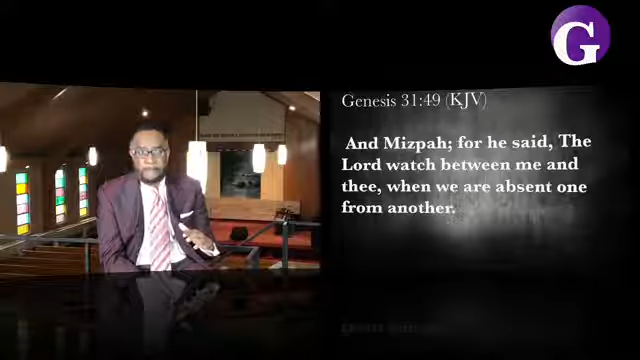 G
Genesis 31:49 (KJV)
And Mizpah; for he said, The
Lord watch between me and
thee, when we are absent one
from another.